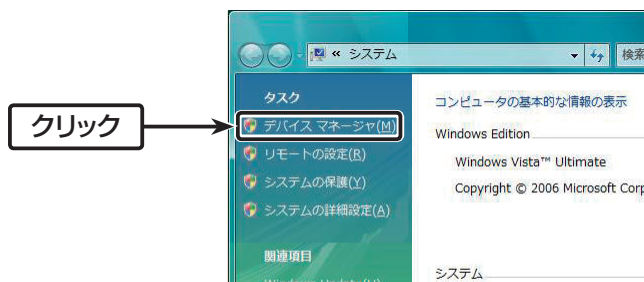 « システム
検索
タスク
デバイス マネージャ(M)
リモートの設定(R)
システムの保護(Y)
システムの詳細設定(A)
関連項目
クリック
コンピュータの基本的な情報の表示
Windows Edition
Windows Vista™ Ultimate
Copyright © 2006 Microsoft Corp
システム